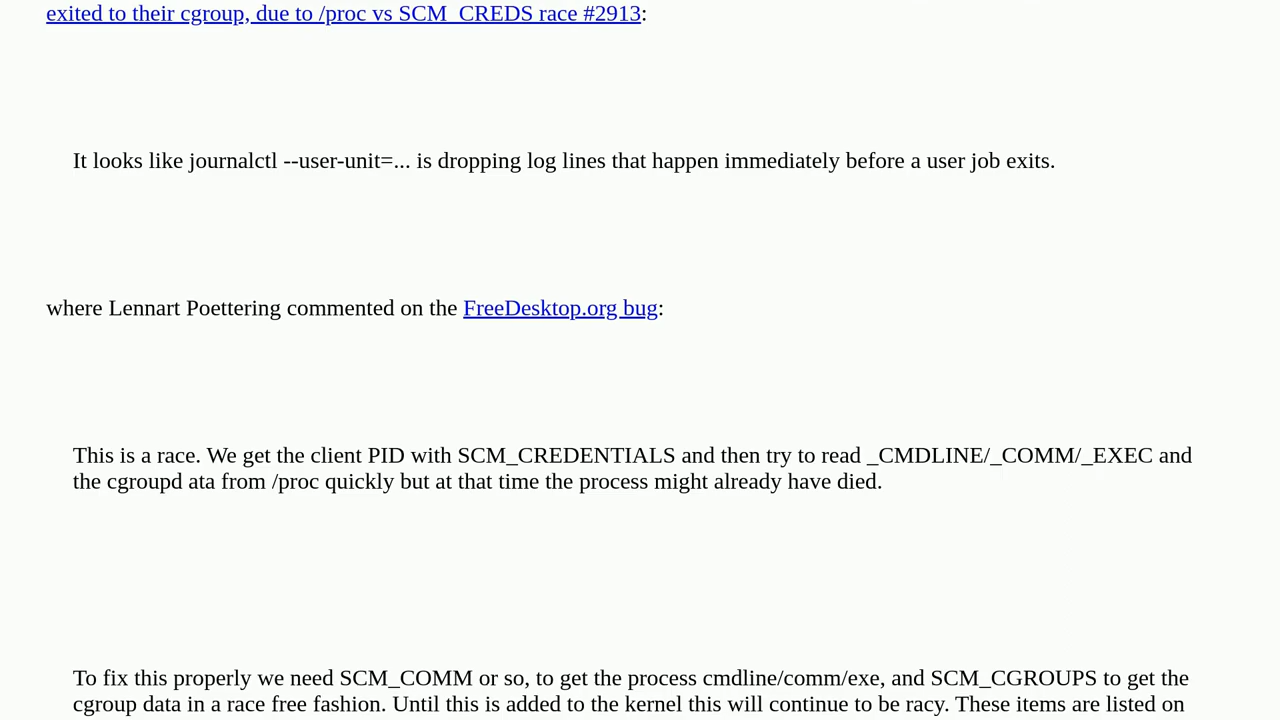 exited to their cgroup, due to /proc vs SCM_CREDS race #2913:
It looks like journalctl --user-unit=... is dropping log lines that happen immediately before a user job exits.
where Lennart Poettering commented on the FreeDesktop.org bug:
This is a race. We get the client PID with SCM_CREDENTIALS and then try to read _CMDLINE/_COMM/_EXEC and
the cgroupd ata from /proc quickly but at that time the process might already have died.
To fix this properly we need SCM_COMM or so, to get the process cmdline/comm/exe, and SCM_CGROUPS to get the
cgroup data in a race free fashion. Until this is added to the kernel this will continue to be racy. These items are listed on